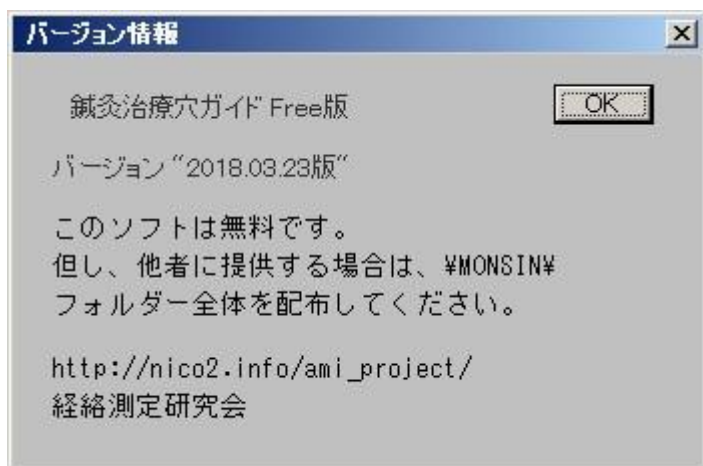 バージョン情報
鍼灸治療穴ガイド Free版
OK
バージョン “2018.03.23版“
このソフトは無料です。
但し、他者に提供する場合は、¥MONSIN¥
フォルダー全体を配布してください。
http://nico2.info/ami_project/
経絡測定研究会